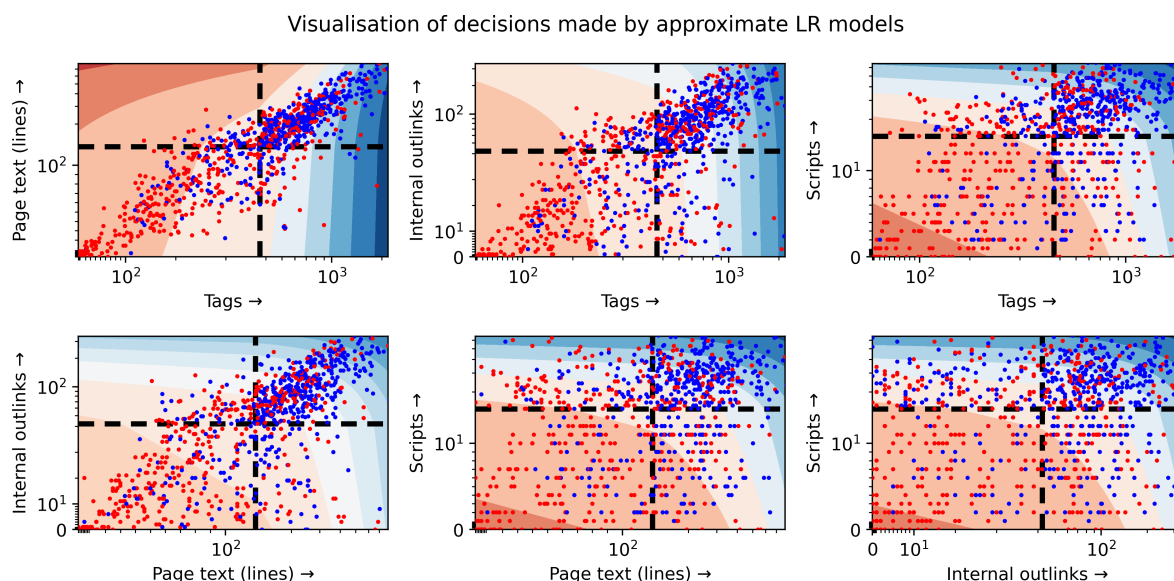 Visualisation of decisions made by approximate LR models
Page text (lines) →
10²
10²
10³
Tags →
Internal outlinks →
10²
10¹
0
10²
10³
Tags →
Scripts →
10¹
0
10²
10³
Tags →
Internal outlinks →
10²
10¹
0
10²
Page text (lines) →
Scripts →
10¹
0
10²
Page text (lines) →
Scripts →
10¹
0
0
10¹
10²
Internal outlinks →